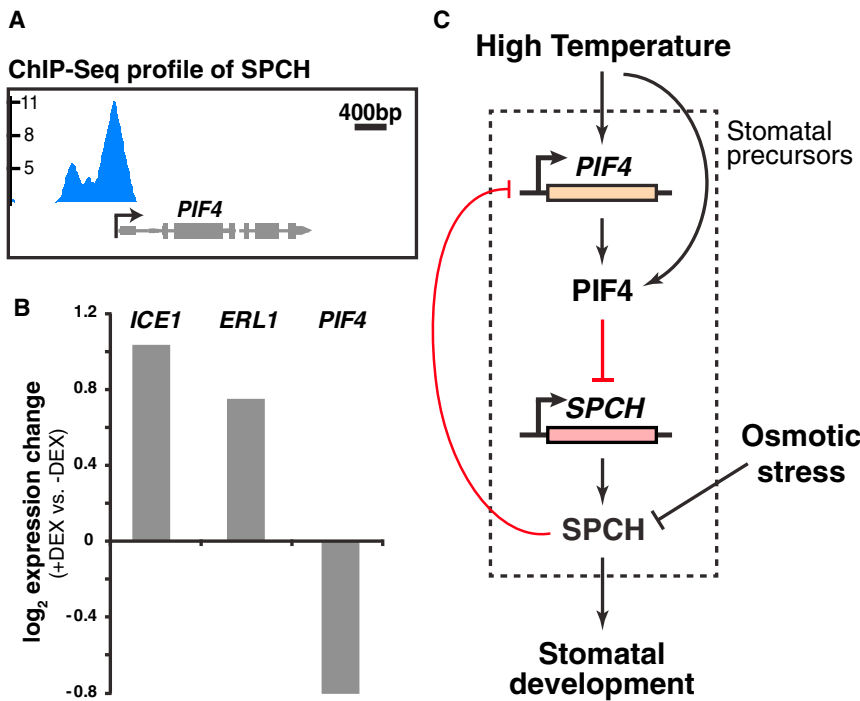 A
ChIP-Seq profile of SPCH
11
8
5
400bp
PIF4
B
ICE1 ERL1 PIF4
1.2
0.8
0.4
0
-0.4
-0.8
log2 expression change
(+DEX vs. -DEX)
C
High Temperature
Stomatal
precursors
PIF4
PIF4
SPCH
Osmotic
stress
SPCH
Stomatal
development